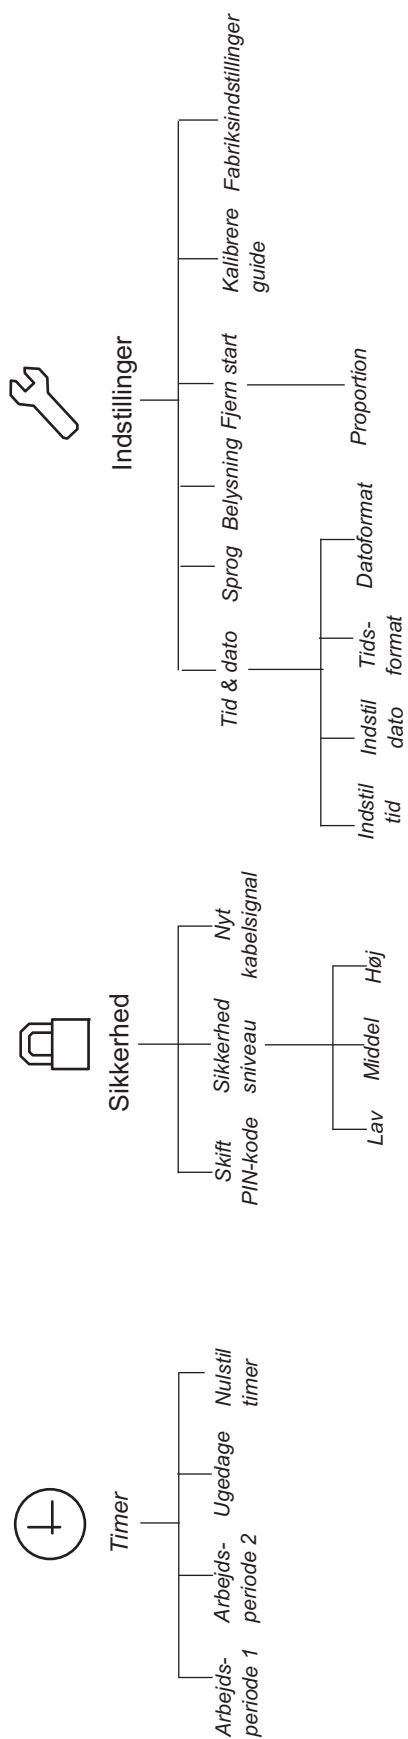 Timer
Arbejds-
periode 1
Arbejds-
periode 2
Ugedage
Nulstil
timer
Sikkerhed
Skift
PIN-kode
Sikkerhed
sniveau
Nyt
kabelsignal
Lav
Middel
Høj
Indstillinger
Tid & dato
Sprog
Belysning
Fjern start
Kalibrere
guide
Fabriksindstillinger
Indstil
tid
Indstil
dato
Tids-
format
Datoformat
Proportion